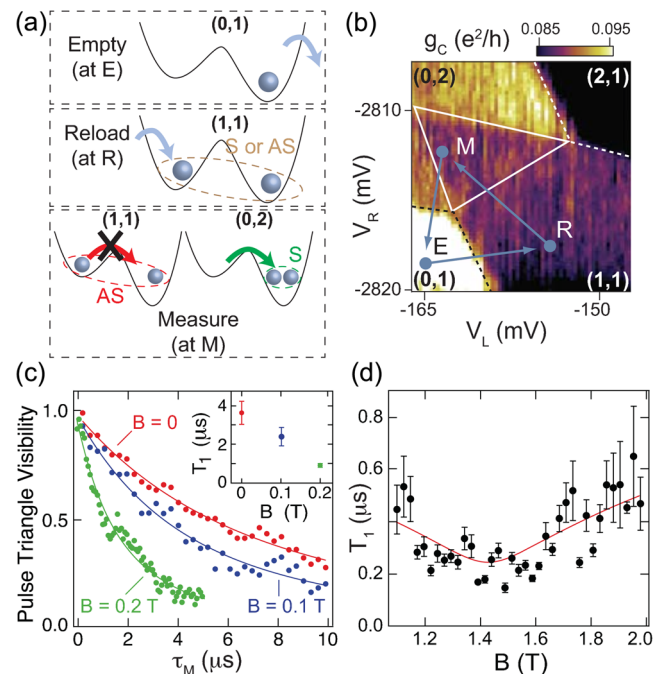 (a)
Empty
(at E)
(0,1)
Reload
(at R)
(1,1)
S or AS
(1,1)
(0,2)
AS
S
Measure
(at M)
(b)
g_C (e²/h)
0.085
0.095
(0,2)
(2,1)
-2810
M
V_R (mV)
E
R
(0,1)
(1,1)
-2820
-165
-150
V_L (mV)
(c)
Pulse Triangle Visibility
1.0
0.5
0.0
B = 0
B = 0.1 T
B = 0.2 T
T₁ (μs)
4
2
0
0.0
0.1
0.2
B (T)
0
2
4
6
8
10
τ_M (μs)
(d)
T₁ (μs)
0.8
0.6
0.4
0.2
0.0
1.2
1.4
1.6
1.8
2.0
B (T)